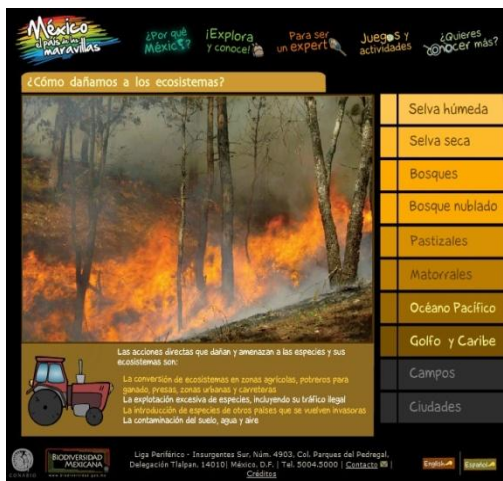 México
el país de las
maravillas
¿Por qué
México?
¡Explora
y conoce!
Para ser
un experto
Juegos y
actividades
¿Quieres
conocer más?
¿Cómo dañamos a los ecosistemas?
Selva húmeda
Selva seca
Bosques
Bosque nublado
Pastizales
Matorrales
Océano Pacífico
Golfo y Caribe
Campos
Ciudades
Las acciones directas que dañan y amenazan a las especies y sus
ecosistemas son:
La conversión de ecosistemas en zonas agrícolas, potreros para
ganado, presas, zonas urbanas y carreteras
La explotación excesiva de especies, incluyendo su tráfico ilegal
La introducción de especies de otros países que se vuelven invasoras
La contaminación del suelo, agua y aire
CONABIO
BIODIVERSIDAD
MEXICANA
www.biodiversidad.gob.mx
Liga Periférico - Insurgentes Sur, Núm. 4903, Col. Parques del Pedregal,
Delegación Tlalpan, 14010| México, D.F. | Tel. 5004.5000 | Contacto |
Créditos
English
Español